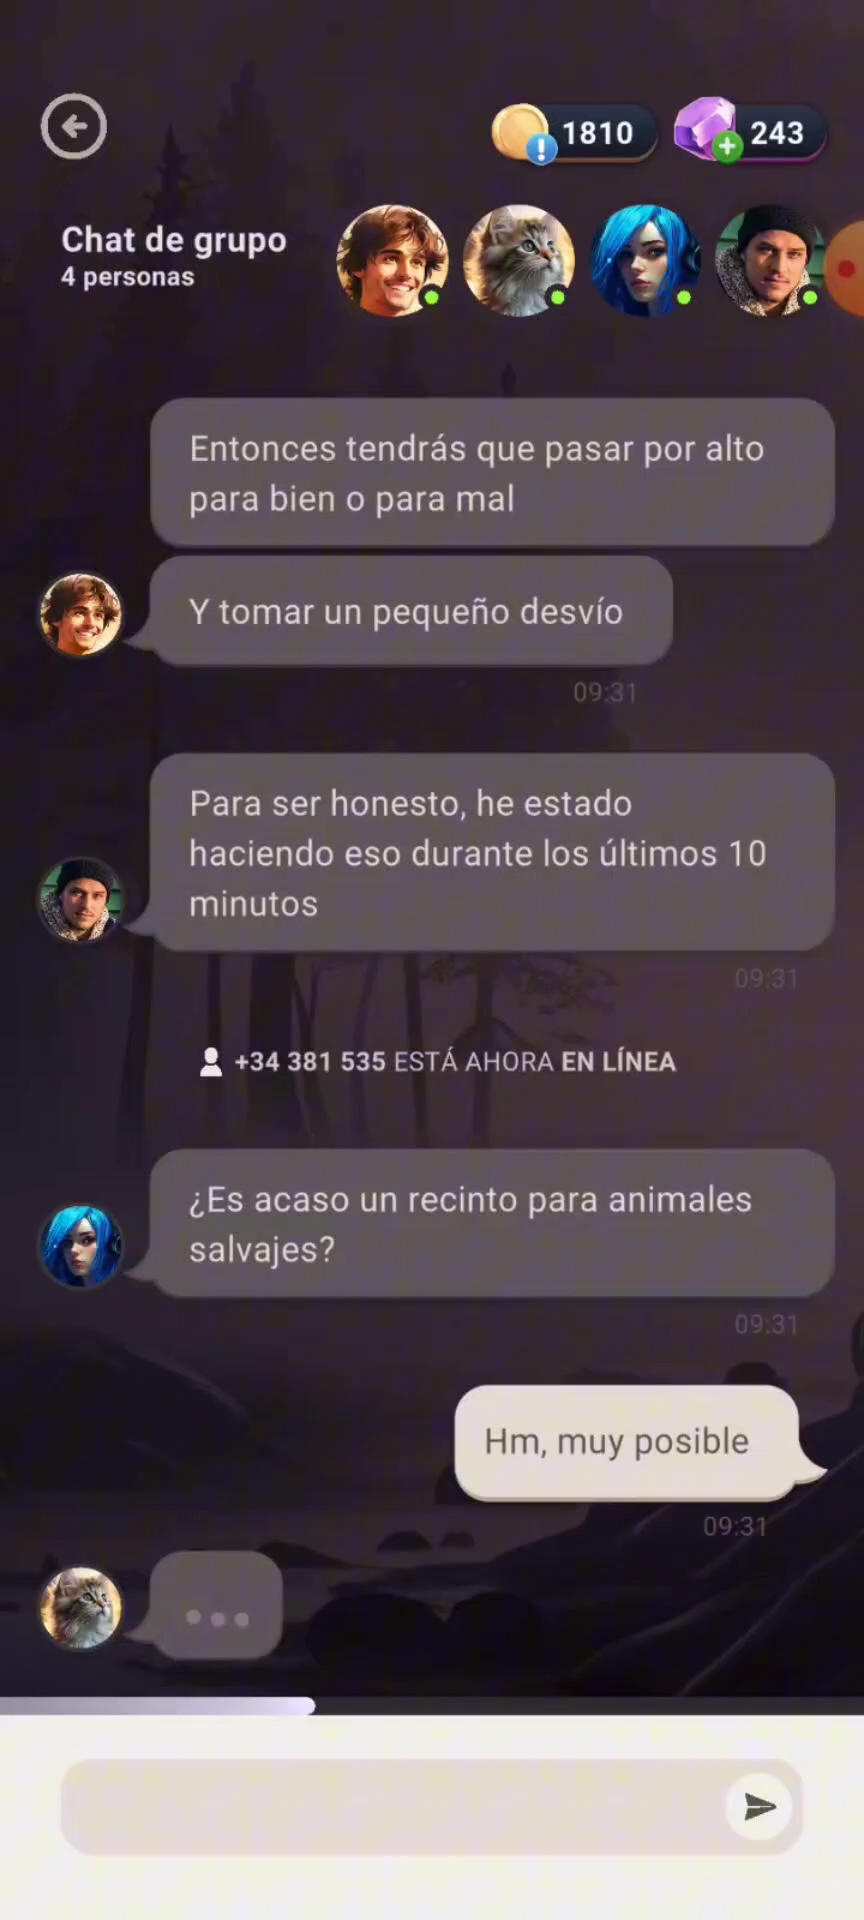 1810
243
Chat de grupo
4 personas
Entonces tendrás que pasar por alto
para bien o para mal
Y tomar un pequeño desvío
09:31
Para ser honesto, he estado
haciendo eso durante los últimos 10
minutos
09:31
+34 381 535 ESTÁ AHORA EN LÍNEA
¿Es acaso un recinto para animales
salvajes?
09:31
Hm, muy posible
09:31